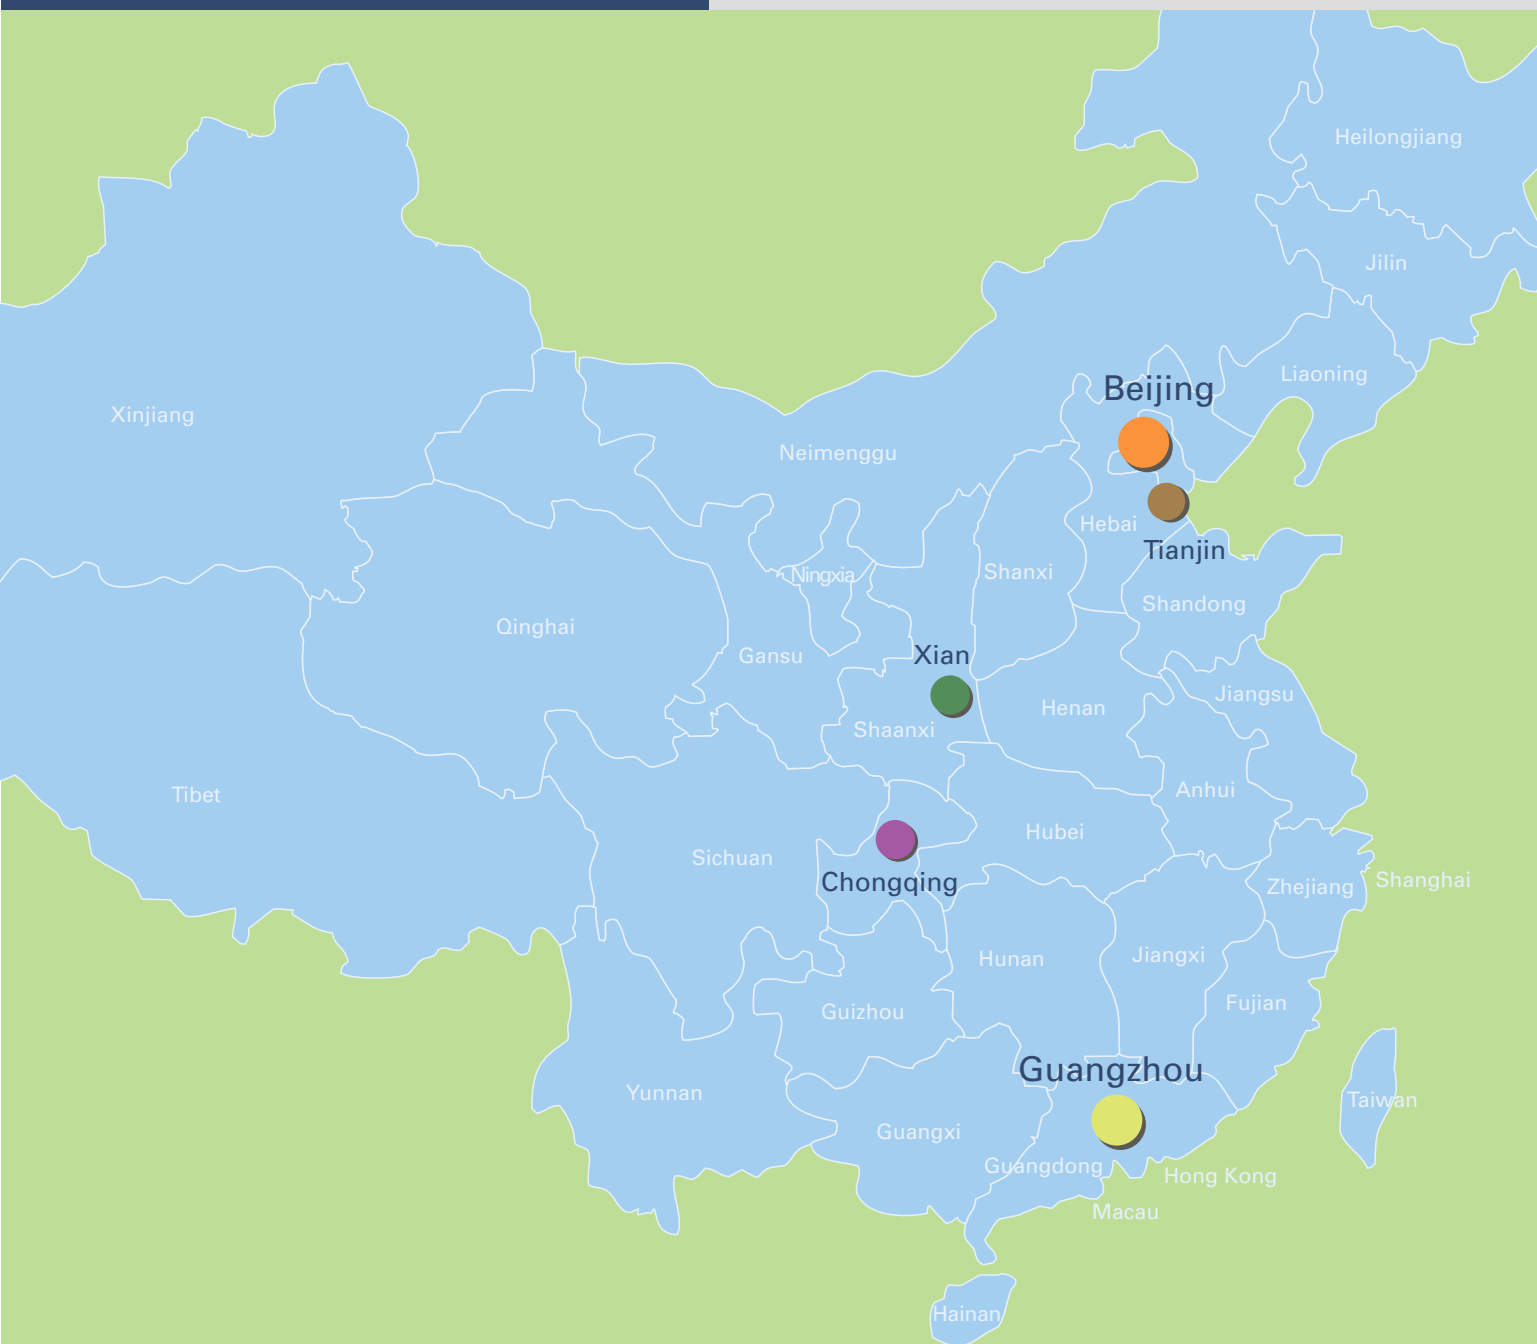 Heilongjiang
Jilin
Liaoning
Beijing
Xinjiang
Neimenggu
Hebai
Tianjin
Ningxia
Shanxi
Shandong
Qinghai
Gansu
Xian
Jiangsu
Henan
Shaanxi
Tibet
Anhui
Hubei
Sichuan
Chongqing
Zhejiang
Shanghai
Hunan
Jiangxi
Fujian
Guizhou
Guangzhou
Yunnan
Taiwan
Guangxi
Guangdong
Hong Kong
Macau
Hainan